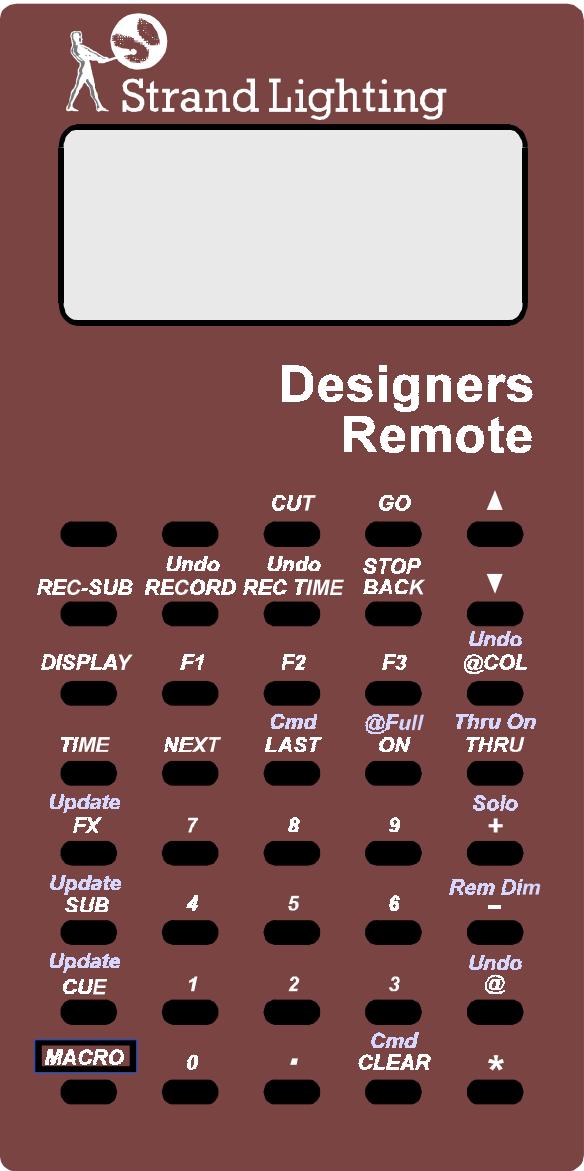 Strand Lighting
Designers
Remote
CUT GO ▲
Undo Undo STOP
REC-SUB RECORD REC TIME BACK ▼
Undo
DISPLAY F1 F2 F3 @COL
Cmd @Full Thru On
TIME NEXT LAST ON THRU
Update Solo
FX 7 8 9 +
Update Rem Dim
SUB 4 5 6 –
Update Undo
CUE 1 2 3 @
Cmd
MACRO 0 . CLEAR *